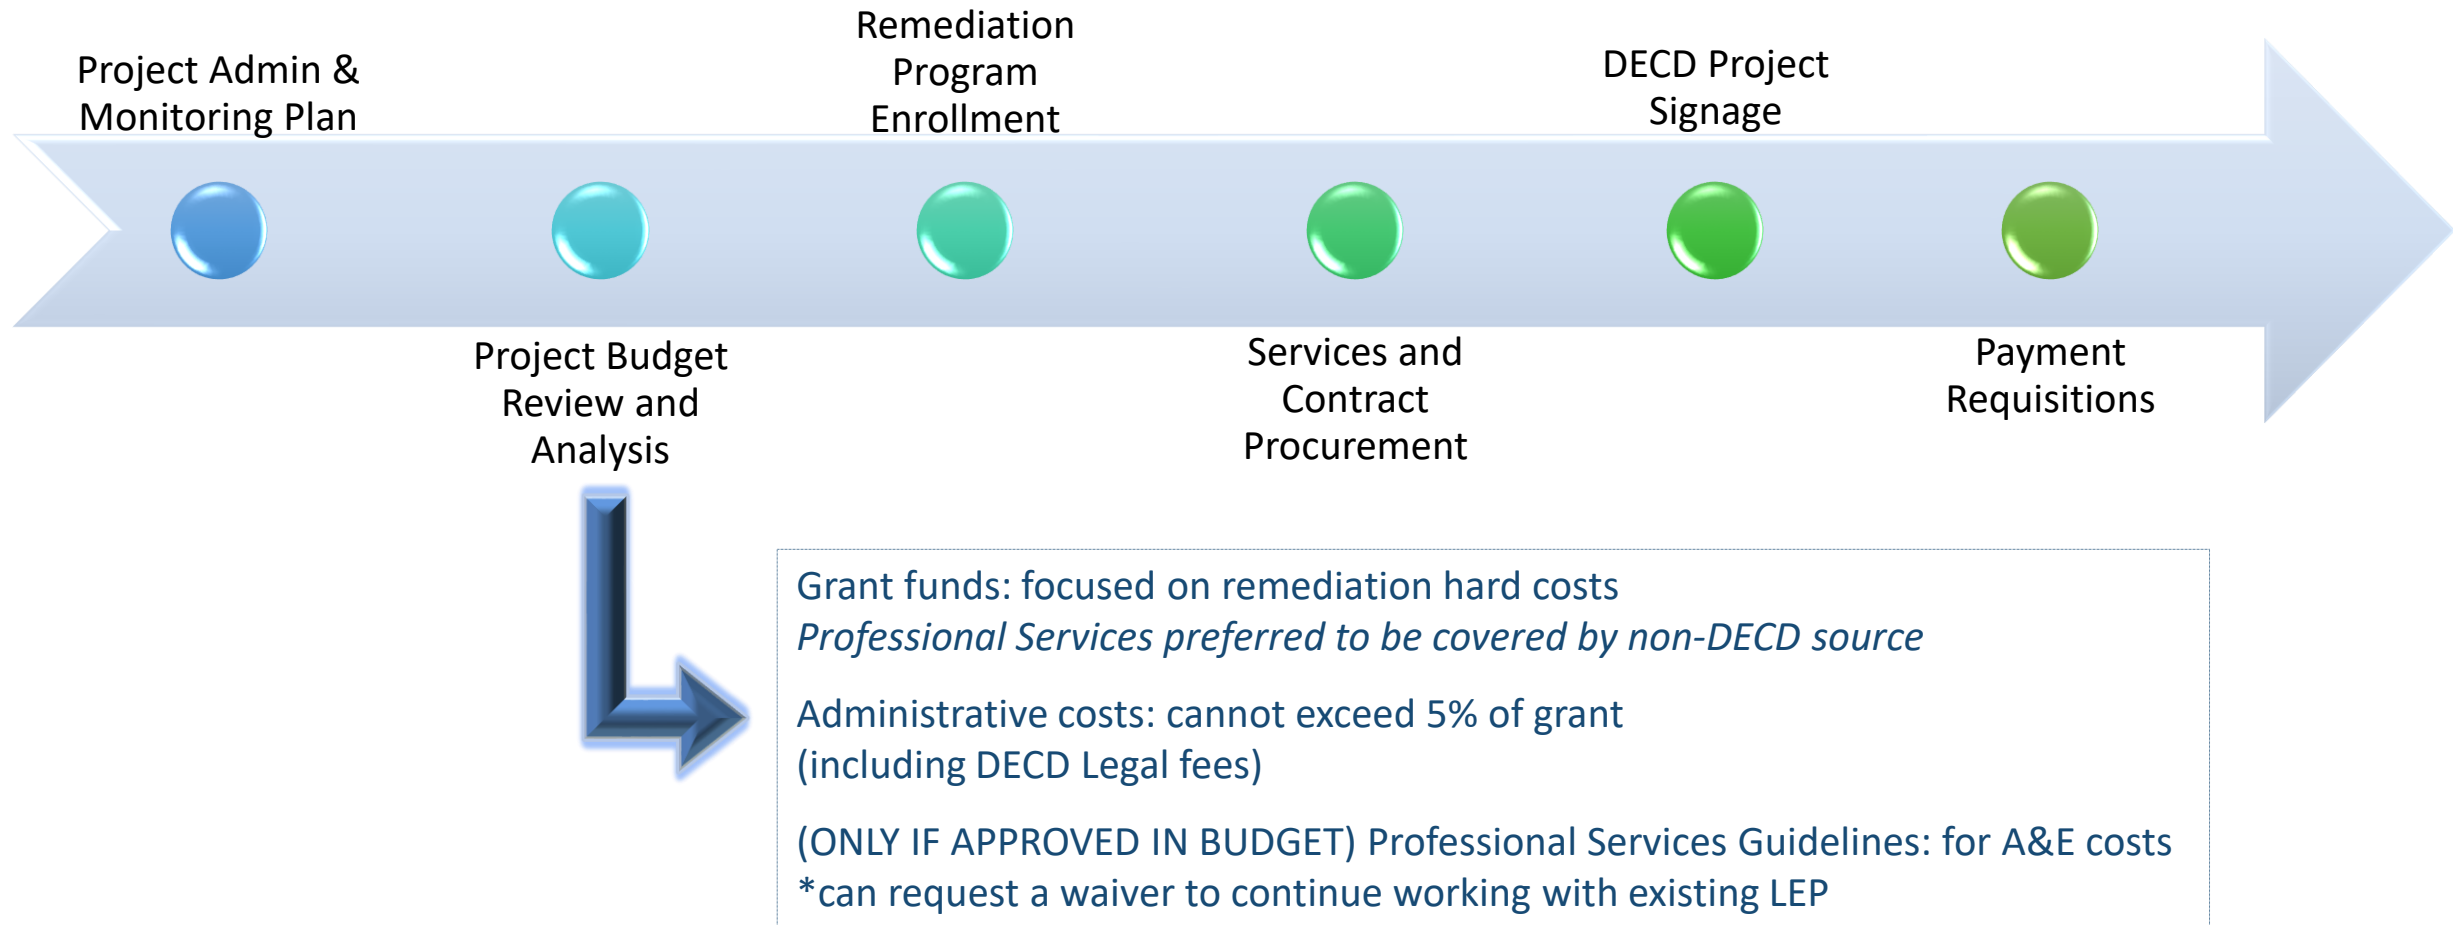 Project Admin &
Monitoring Plan
Project Budget
Review and
Analysis
Remediation
Program
Enrollment
Services and
Contract
Procurement
DECD Project
Signage
Payment
Requisitions
Grant funds: focused on remediation hard costs
Professional Services preferred to be covered by non-DECD source
Administrative costs: cannot exceed 5% of grant
(including DECD Legal fees)
(ONLY IF APPROVED IN BUDGET) Professional Services Guidelines: for A&E costs
*can request a waiver to continue working with existing LEP